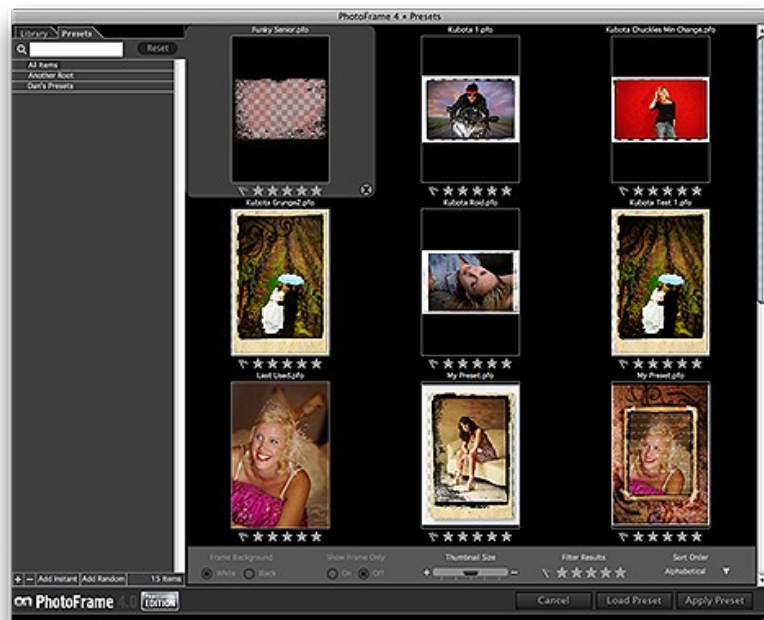 PhotoFrame 4 • Presets
Library Presets
Reset
All Items
Another Root
Dan's Presets
Funky Senior.pfo
Kubota 1.pfo
Kubota Chuckles Min Change.pfo
Kubota Grunge2.pfo
Kubota Roid.pfo
Kubota Test 1.pfo
Last Used.pfo
My Preset.pfo
My Preset.pfo
Frame Background
White Black
Show Frame Only
On Off
Thumbnail Size
+ −
Filter Results
Sort Order
Alphabetical
+ − Add Instant Add Random 15 Items
on PhotoFrame 4.0
EDITION
Cancel Load Preset Apply Preset